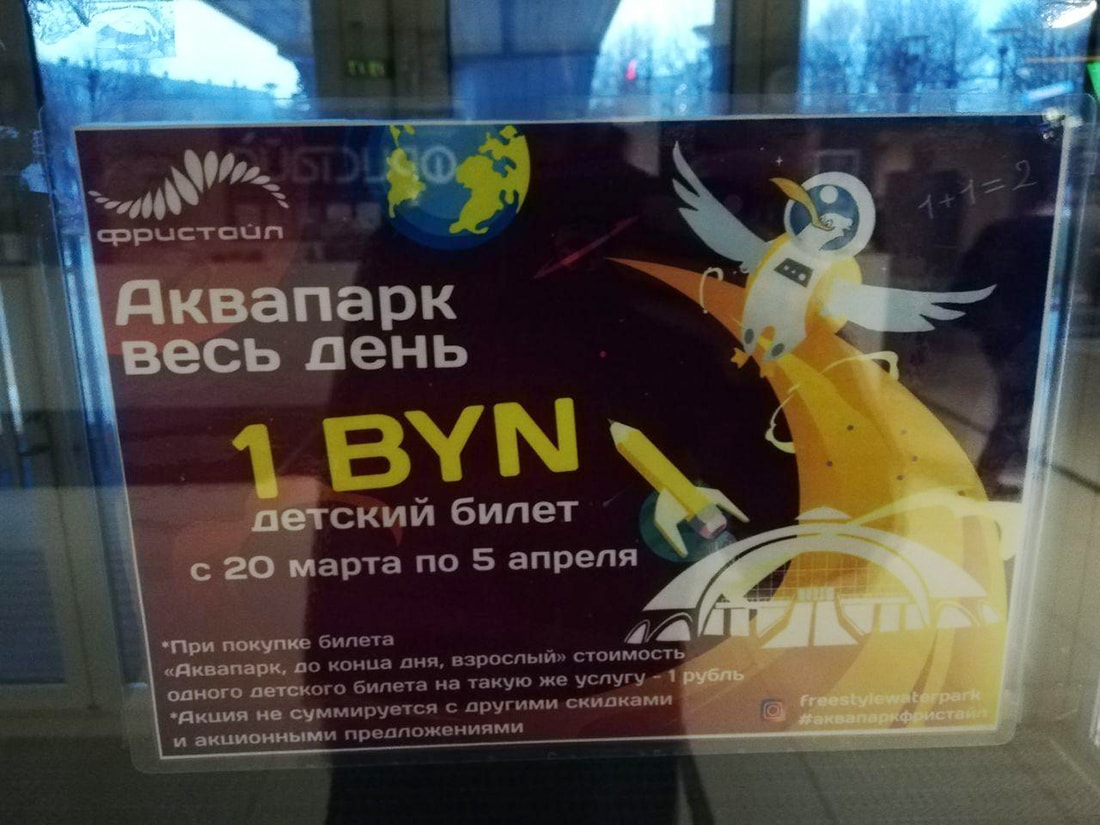 фристайл
1+1=2
Аквапарк
весь день
1 BYN
детский билет
с 20 марта по 5 апреля
*При покупке билета
«Аквапарк, до конца дня, взрослый» стоимость
одного детского билета на такую же услугу - 1 рубль
*Акция не суммируется с другими скидками
и акционными предложениями
freestylewaterpark
#аквапаркфристайл